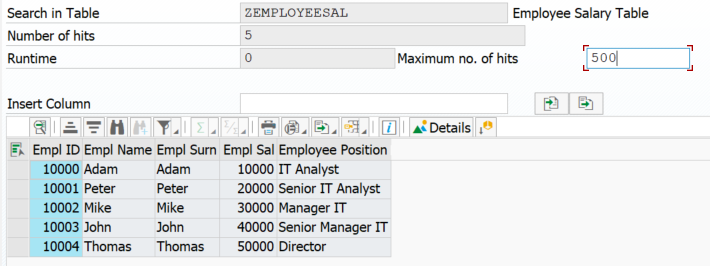 Search in Table ZEMPLOYEESAL Employee Salary Table
Number of hits 5
Runtime 0 Maximum no. of hits 500
Insert Column
Details
Empl ID Empl Name Empl Surn Empl Sal Employee Position
10000 Adam Adam 10000 IT Analyst
10001 Peter Peter 20000 Senior IT Analyst
10002 Mike Mike 30000 Manager IT
10003 John John 40000 Senior Manager IT
10004 Thomas Thomas 50000 Director